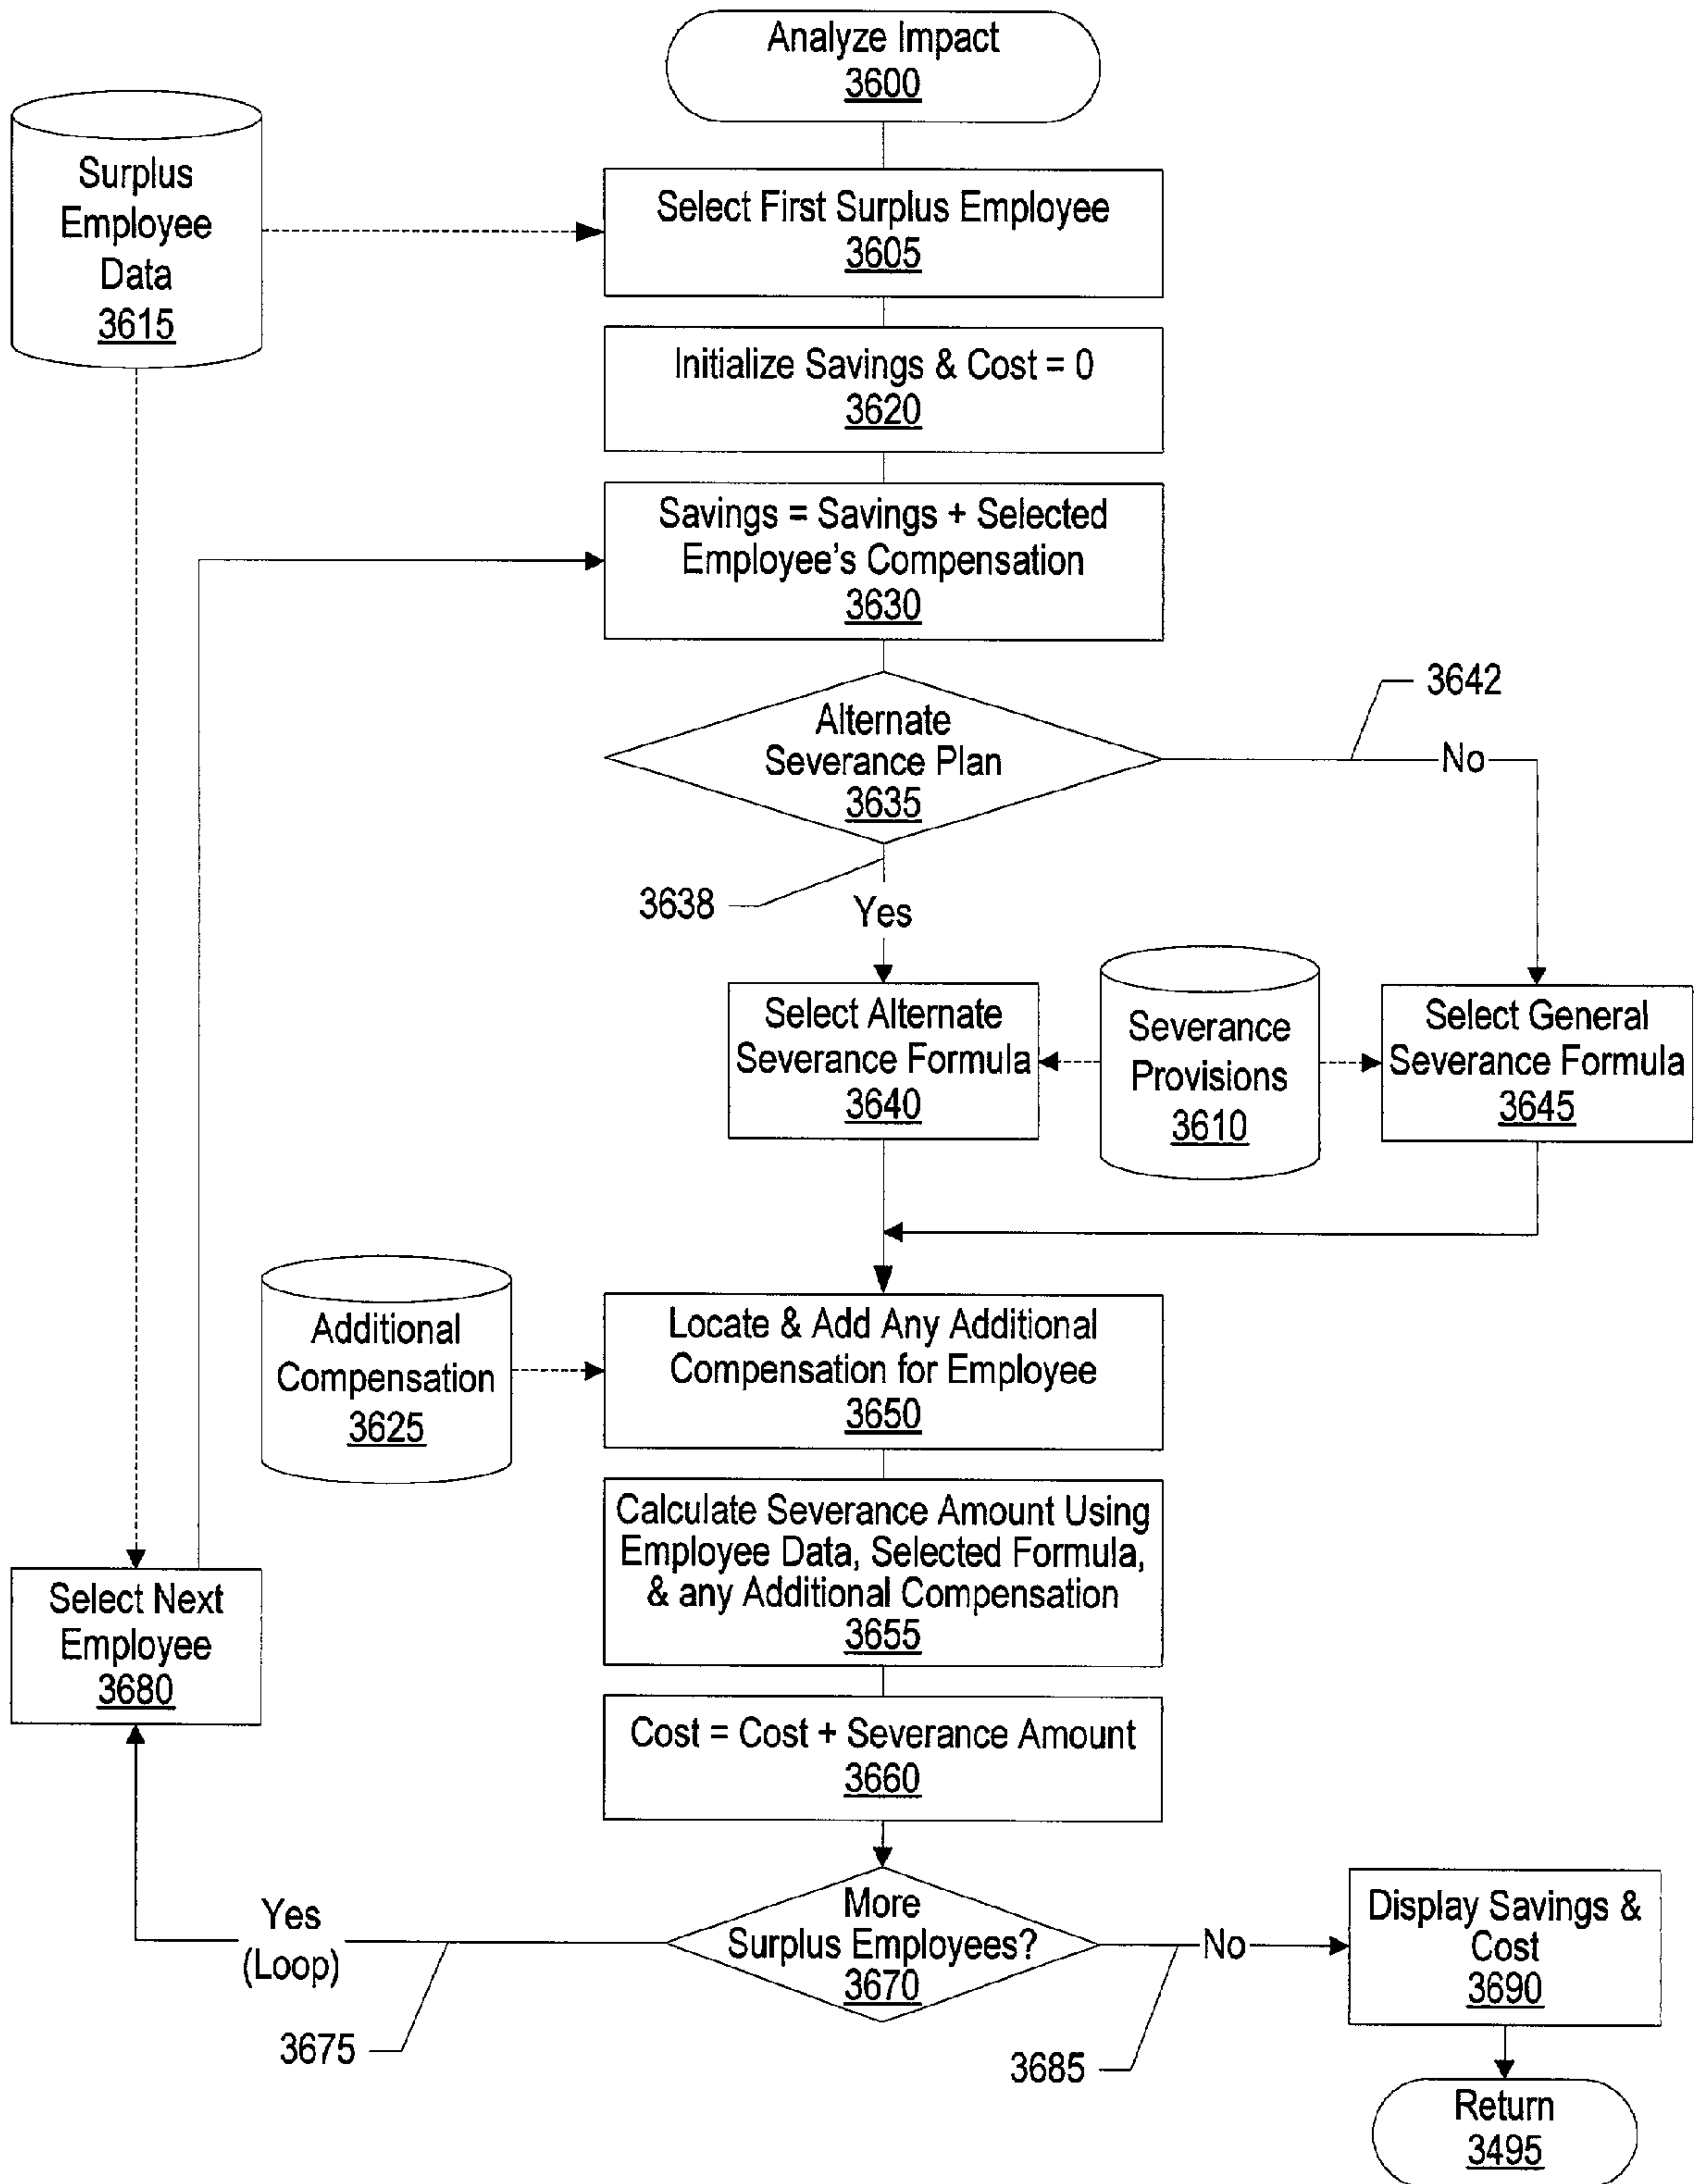 Analyze Impact
3600
Surplus
Employee
Data
3615
Select First Surplus Employee
3605
Initialize Savings & Cost = 0
3620
Savings = Savings + Selected
Employee's Compensation
3630
Alternate
Severance Plan
3635
3642
No
3638
Yes
Select Alternate
Severance Formula
3640
Severance
Provisions
3610
Select General
Severance Formula
3645
Additional
Compensation
3625
Locate & Add Any Additional
Compensation for Employee
3650
Calculate Severance Amount Using
Employee Data, Selected Formula,
& any Additional Compensation
3655
Select Next
Employee
3680
Cost = Cost + Severance Amount
3660
More
Surplus Employees?
3670
Yes
(Loop)
3675
No
3685
Display Savings &
Cost
3690
Return
3495